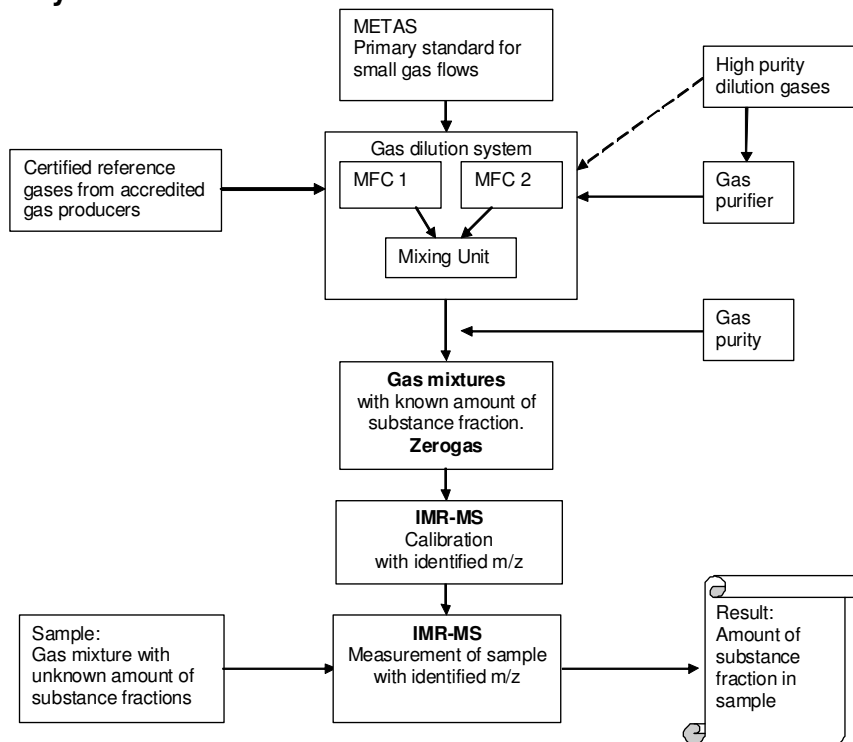 METAS
Primary standard for
small gas flows
High purity
dilution gases
Certified reference
gases from accredited
gas producers
Gas dilution system
MFC 1
MFC 2
Mixing Unit
Gas
purifier
Gas
purity
Gas mixtures
with known amount of
substance fraction.
Zerogas
IMR-MS
Calibration
with identified m/z
Sample:
Gas mixture with
unknown amount of
substance fractions
IMR-MS
Measurement of sample
with identified m/z
Result:
Amount of
substance
fraction in
sample